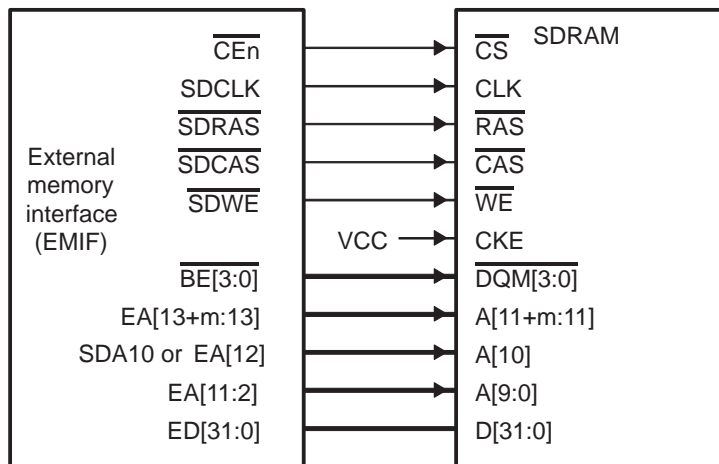 CEn CS SDRAM
SDCLK CLK
SDRAS RAS
SDCAS CAS
SDWE WE
External
memory
interface
(EMIF)
VCC CKE
BE[3:0] DQM[3:0]
EA[13+m:13] A[11+m:11]
SDA10 or EA[12] A[10]
EA[11:2] A[9:0]
ED[31:0] D[31:0]